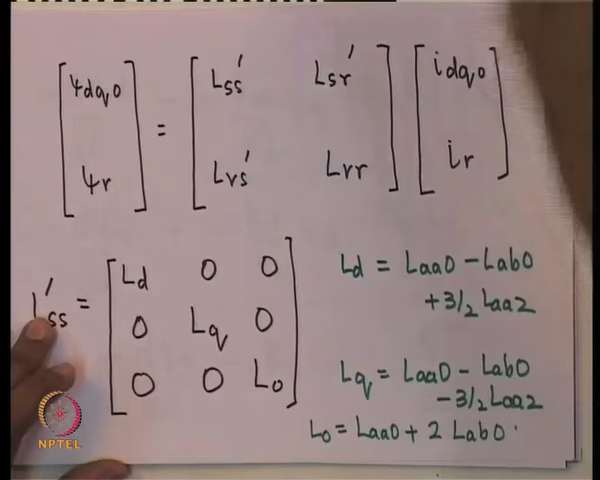 [ψdq0] = [Lss' Lsr'] [idq0]
[ψr] [Lrs' Lrr] [ir]
Lss' = [Ld 0 0]
[0 Lq 0]
[0 0 L0]
Ld = Laa0 - Lab0
+ 3/2 Laa2
Lq = Laa0 - Lab0
- 3/2 Laa2
L0 = Laa0 + 2 Lab0.
NPTEL